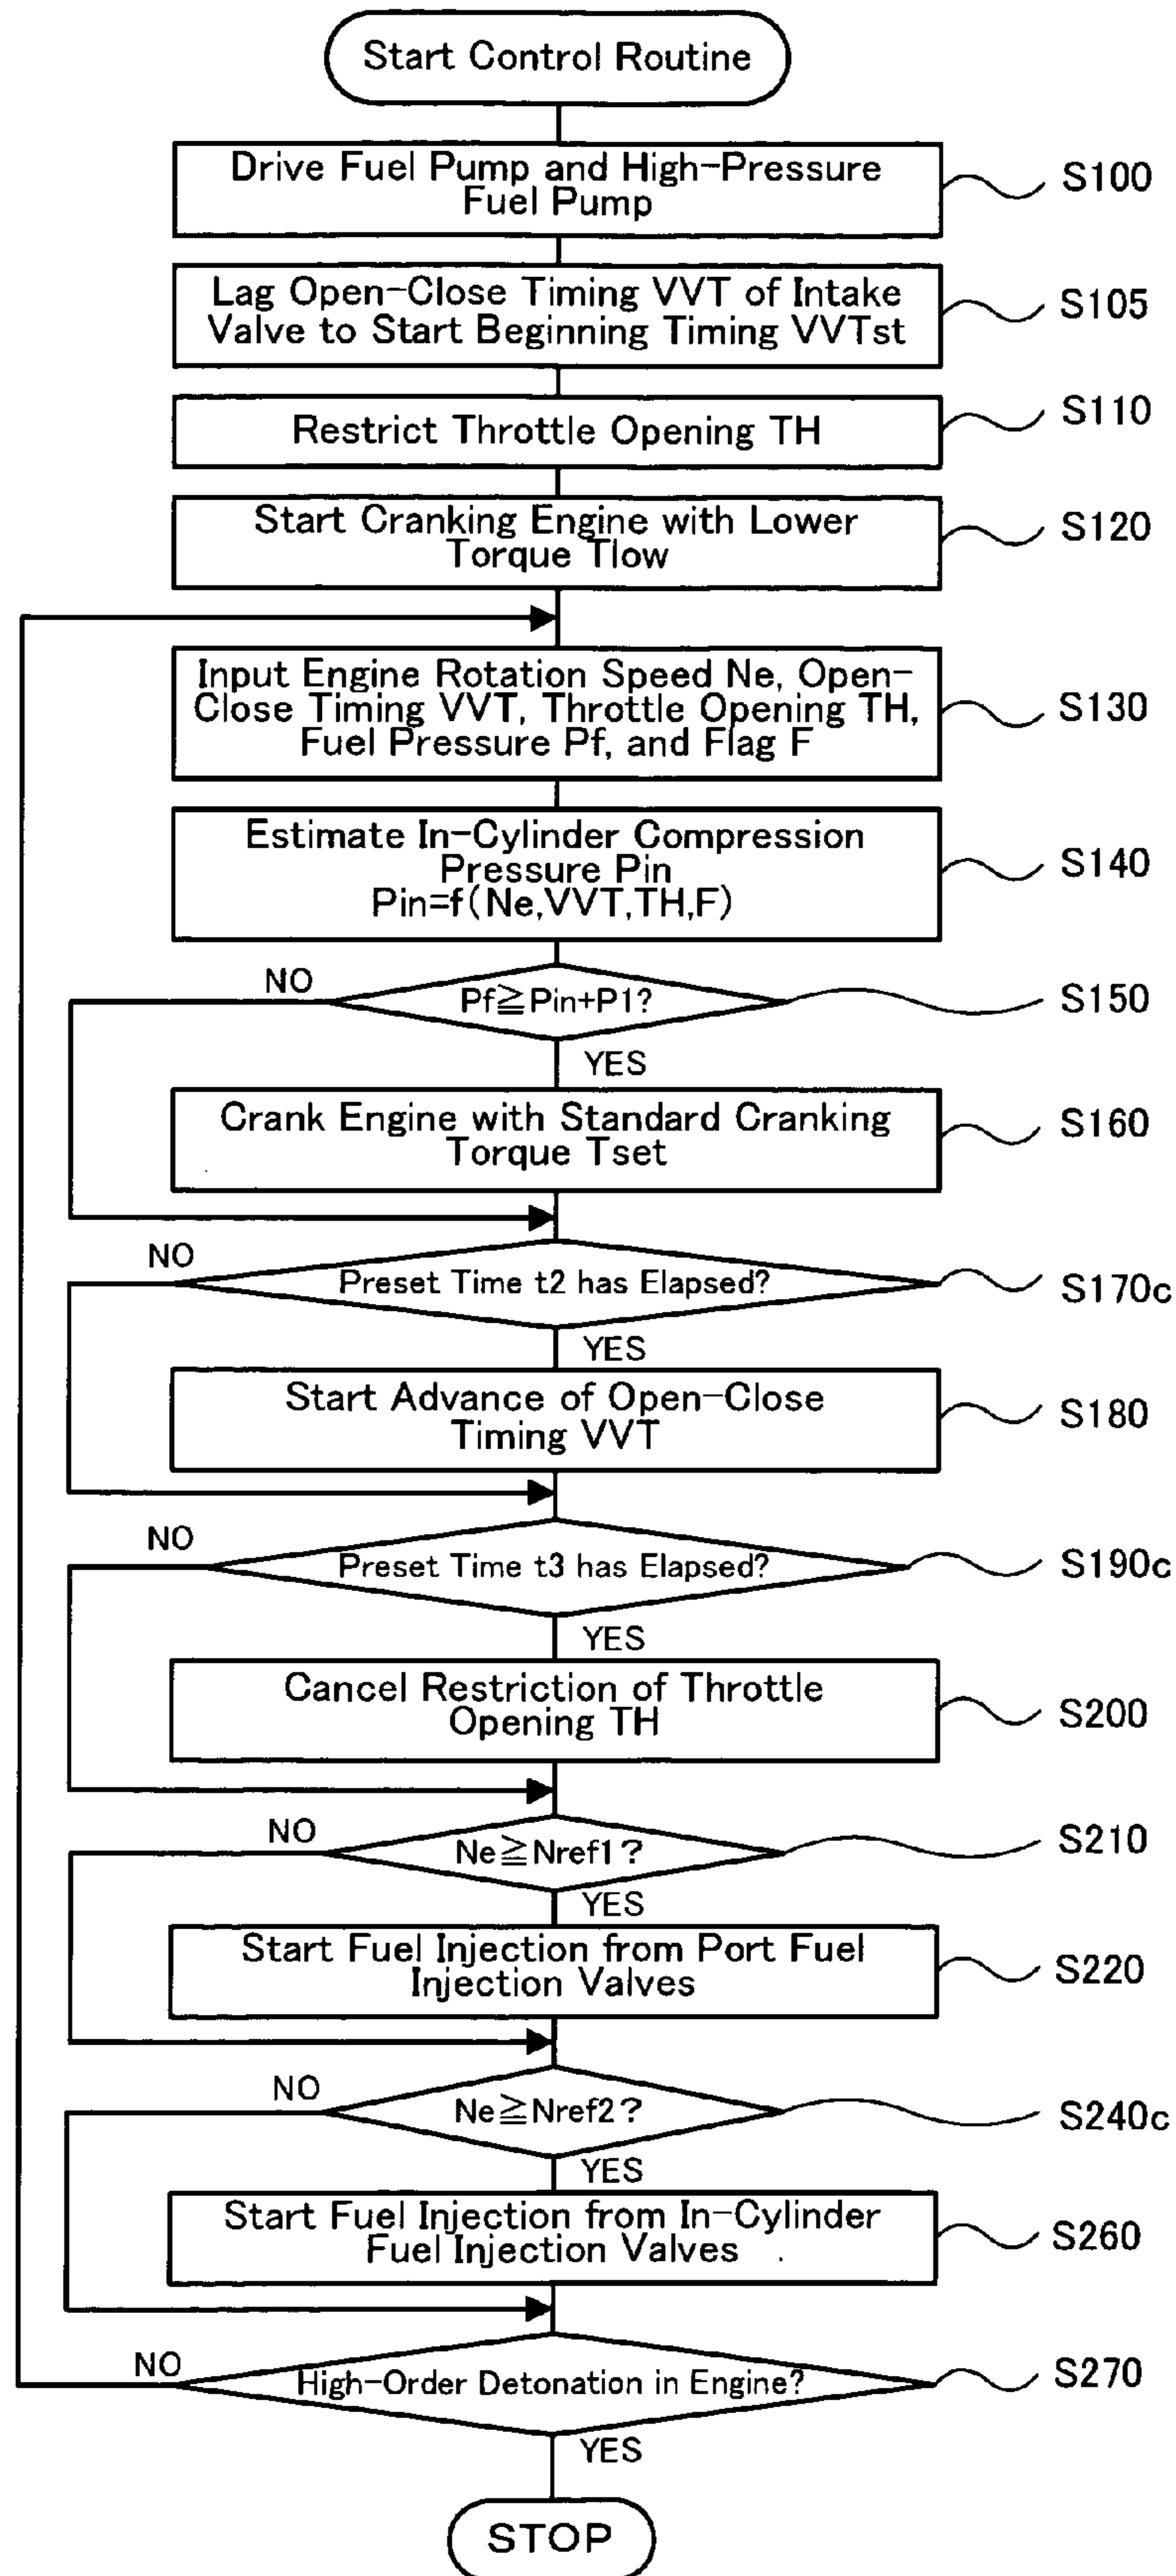 Start Control Routine
Drive Fuel Pump and High-Pressure
Fuel Pump
S100
Lag Open-Close Timing VVT of Intake
Valve to Start Beginning Timing VVTst
S105
Restrict Throttle Opening TH
S110
Start Cranking Engine with Lower
Torque Tlow
S120
Input Engine Rotation Speed Ne, Open-
Close Timing VVT, Throttle Opening TH,
Fuel Pressure Pf, and Flag F
S130
Estimate In-Cylinder Compression
Pressure Pin
Pin=f(Ne,VVT,TH,F)
S140
NO
Pf≧Pin+P1?
S150
YES
Crank Engine with Standard Cranking
Torque Tset
S160
NO
Preset Time t2 has Elapsed?
S170c
YES
Start Advance of Open-Close
Timing VVT
S180
NO
Preset Time t3 has Elapsed?
S190c
YES
Cancel Restriction of Throttle
Opening TH
S200
NO
Ne≧Nref1?
S210
YES
Start Fuel Injection from Port Fuel
Injection Valves
S220
NO
Ne≧Nref2?
S240c
YES
Start Fuel Injection from In-Cylinder
Fuel Injection Valves
S260
NO
High-Order Detonation in Engine?
S270
YES
STOP